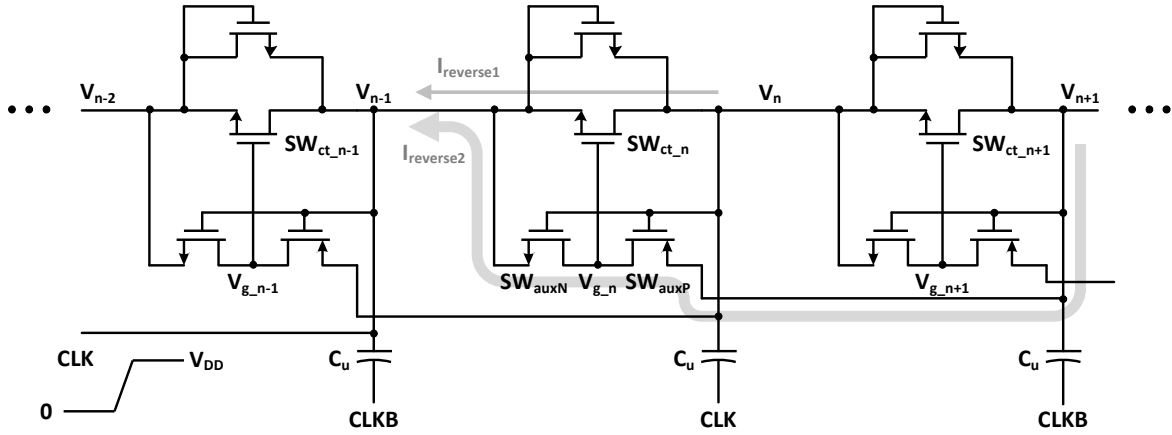 V_{n-2} V_{n-1} I_{reverse1} V_n V_{n+1}
SW_{ct_n-1} I_{reverse2} SW_{ct_n} SW_{ct_n+1}
V_{g_n-1} SW_{auxN} V_{g_n} SW_{auxP} V_{g_n+1}
CLK V_{DD} C_u C_u C_u
0 CLKB CLK CLKB